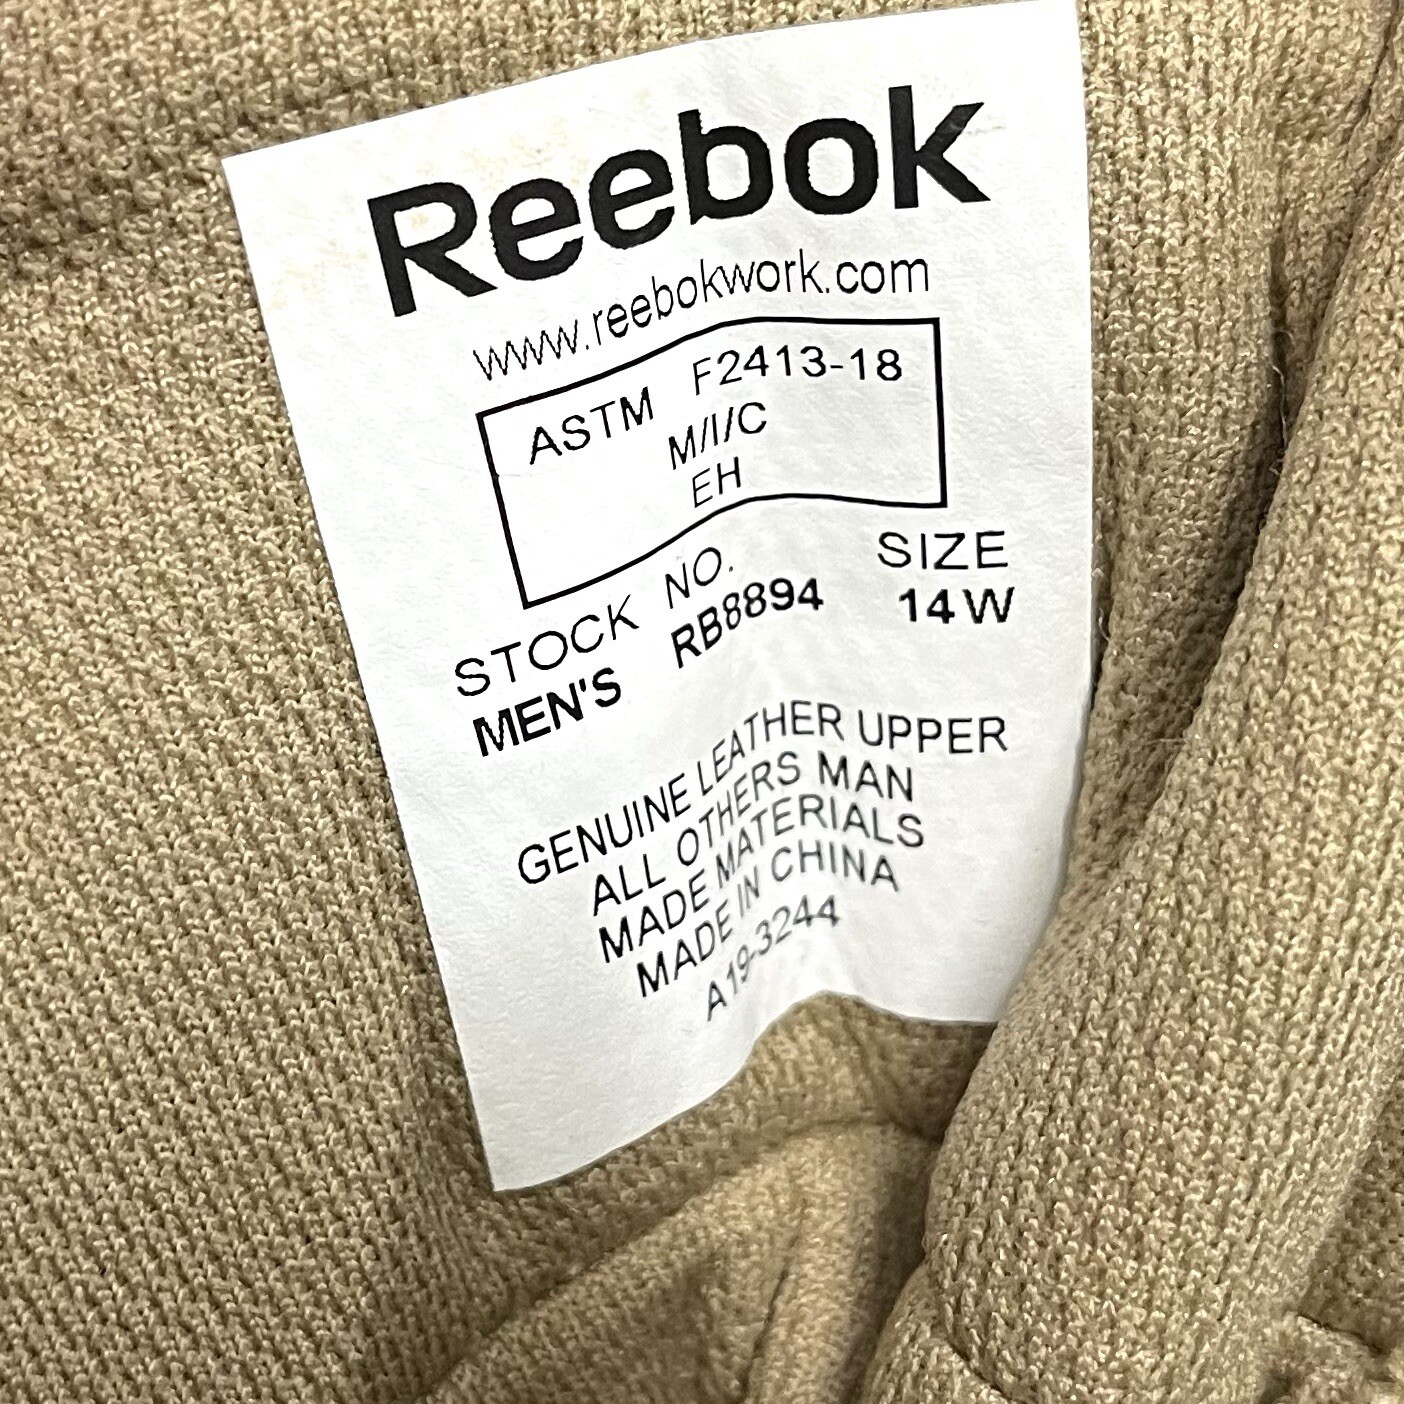 Reebok
www.reebokwork.com
ASTM F2413-18
M/I/C
EH
STOCK NO. SIZE
MEN'S RB8894 14W
GENUINE LEATHER UPPER
ALL OTHERS MAN
MADE MATERIALS
MADE IN CHINA
A19-3244